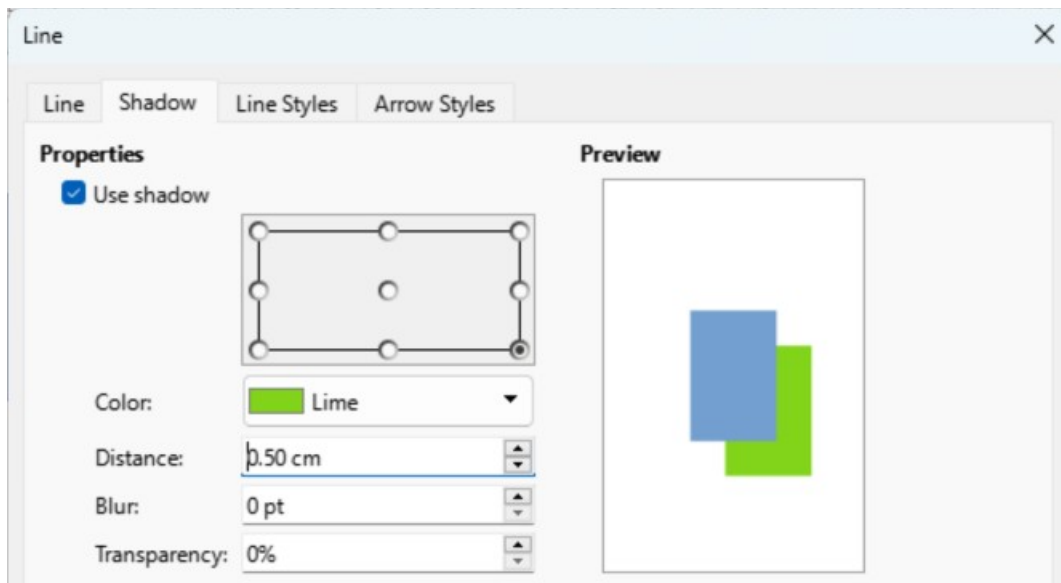 Line
Line Shadow Line Styles Arrow Styles
Properties
Preview
Use shadow
Color: Lime
Distance: 0.50 cm
Blur: 0 pt
Transparency: 0%